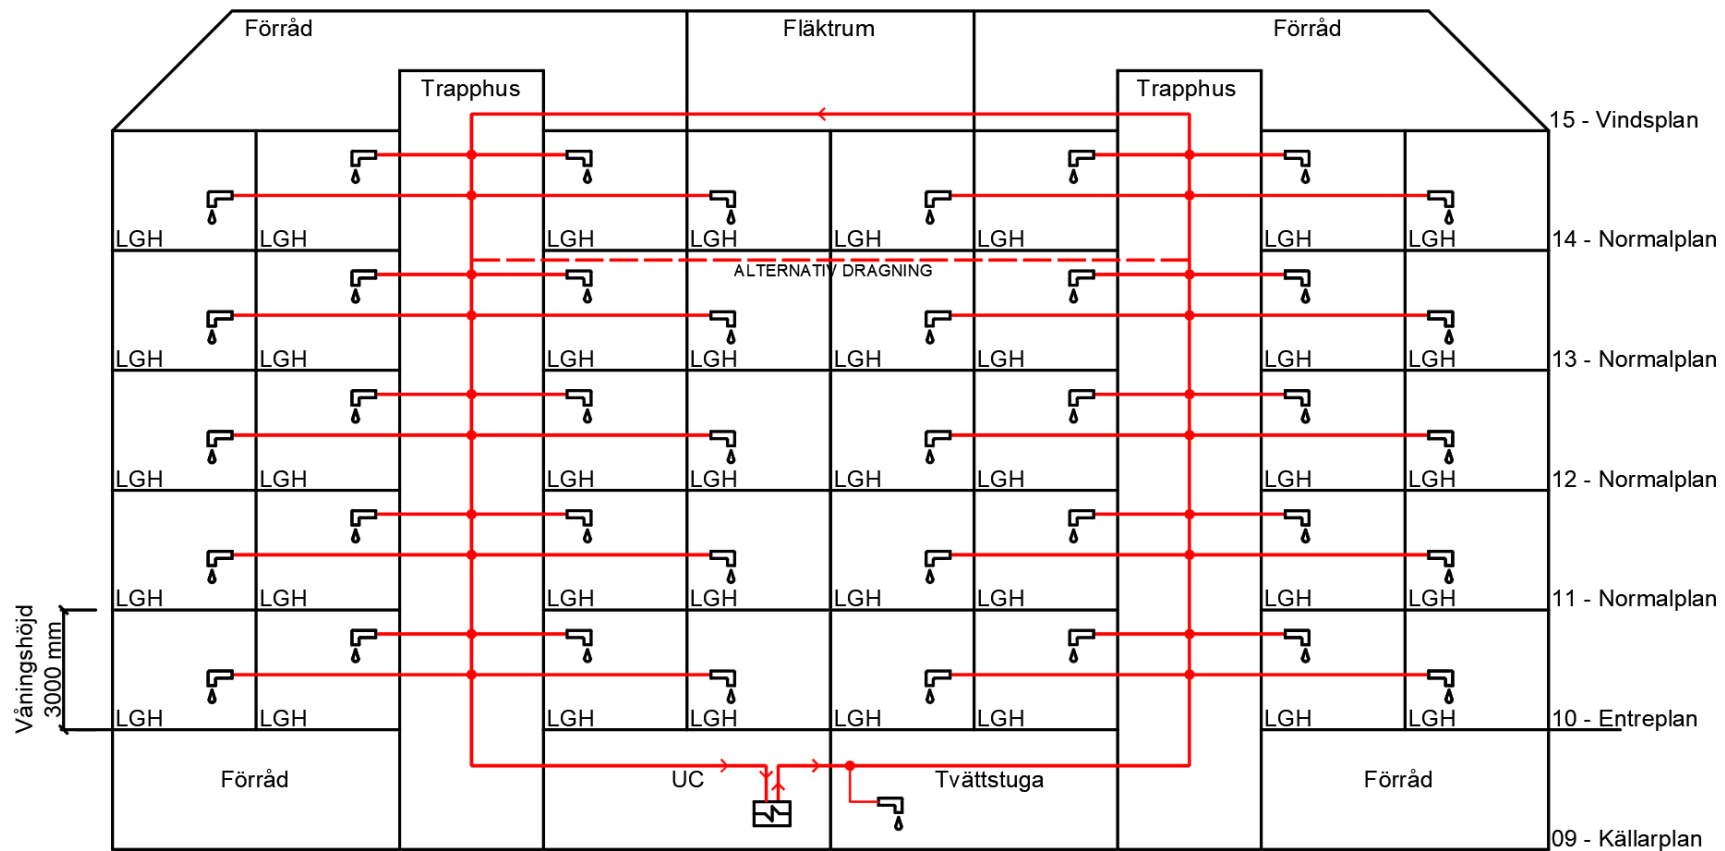 Förråd Fläktrum Förråd
Trapphus Trapphus
15 - Vindsplan
LGH LGH LGH LGH LGH LGH LGH LGH 14 - Normalplan
ALTERNATIV DRAGNING
LGH LGH LGH LGH LGH LGH LGH LGH 13 - Normalplan
LGH LGH LGH LGH LGH LGH LGH LGH 12 - Normalplan
LGH LGH LGH LGH LGH LGH LGH LGH 11 - Normalplan
Våningshöjd
3000 mm
LGH LGH LGH LGH LGH LGH LGH LGH 10 - Entreplan
Förråd UC Tvättstuga Förråd
09 - Källarplan